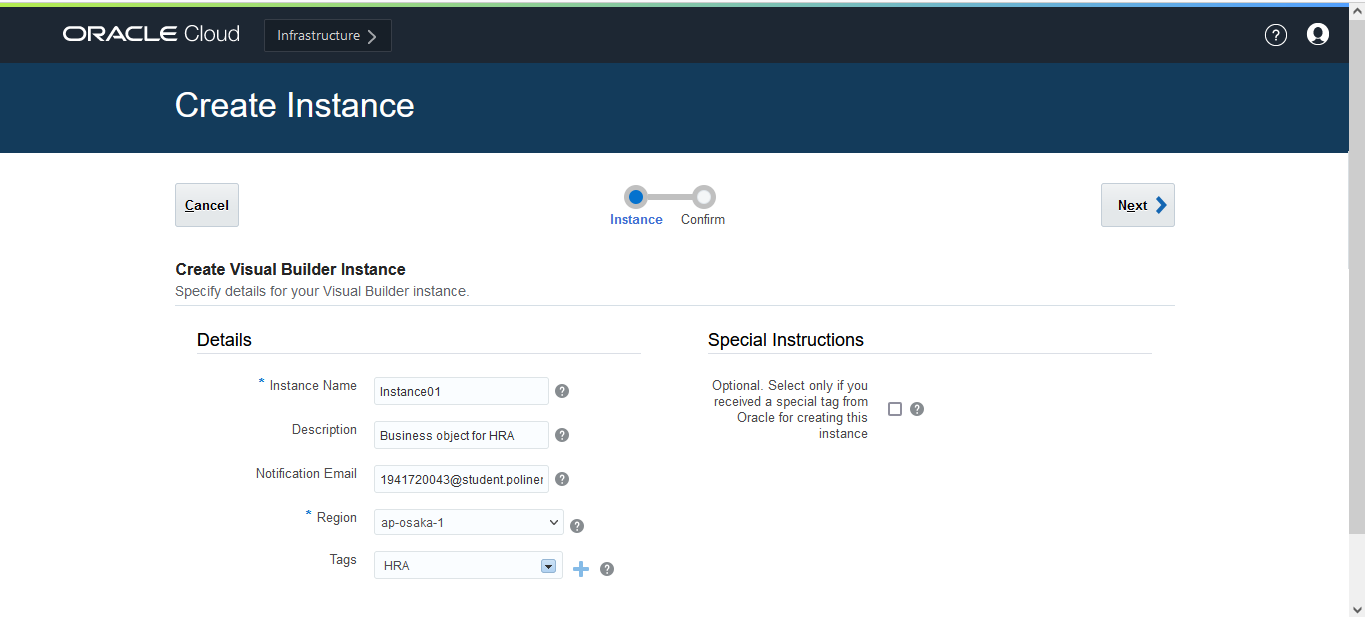 ORACLE Cloud
Infrastructure
Create Instance
Cancel
Instance
Confirm
Next
Create Visual Builder Instance
Specify details for your Visual Builder instance.
Details
* Instance Name
Instance01
Description
Business object for HRA
Notification Email
1941720043@student.poliner
* Region
ap-osaka-1
Tags
HRA
Special Instructions
Optional. Select only if you
received a special tag from
Oracle for creating this
instance